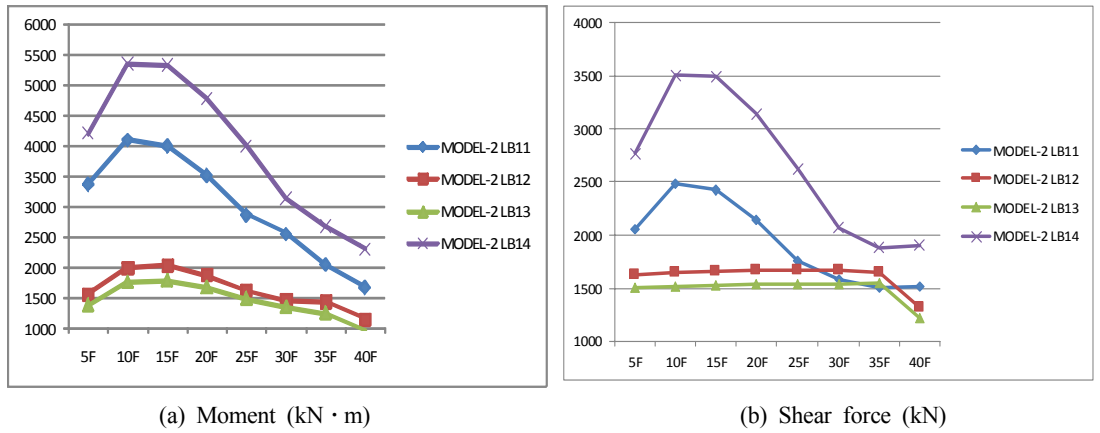 6000
5500
5000
4500
4000
3500
3000
2500
2000
1500
1000
5F 10F 15F 20F 25F 30F 35F 40F
MODEL-2 LB11
MODEL-2 LB12
MODEL-2 LB13
MODEL-2 LB14
(a) Moment (kN · m)
4000
3500
3000
2500
2000
1500
1000
5F 10F 15F 20F 25F 30F 35F 40F
MODEL-2 LB11
MODEL-2 LB12
MODEL-2 LB13
MODEL-2 LB14
(b) Shear force (kN)